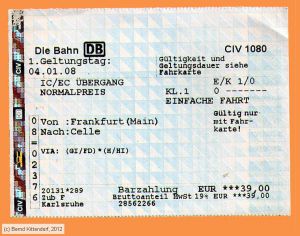 Die Bahn DB CIV 1080
1.Geltungstag: Gültigkeit und
04.01.08 Geltungsdauer siehe
Fahrkarte
IC/EC ÜBERGANG E/K 1/0
NORMALPREIS KL.1 0 -------
EINFACHE FAHRT
Von :Frankfurt(Main) Gültig nur
Nach:Celle mit Fahr-
karte!
VIA: (GI/FD)*(H/HI)
20131*289 Barzahlung EUR ***39,00
Zub F Bruttoanteil MwSt 19% EUR ***39,00
Karlsruhe 28562266
(c) Bernd Kittendorf, 2012